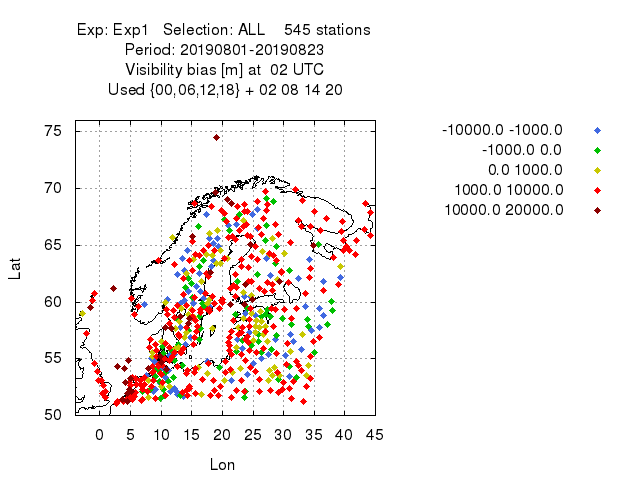 Exp: Exp1 Selection: ALL 545 stations
Period: 20190801-20190823
Visibility bias [m] at 02 UTC
Used {00,06,12,18} + 02 08 14 20
-10000.0 -1000.0
-1000.0 0.0
0.0 1000.0
1000.0 10000.0
10000.0 20000.0
75
70
65
60
55
50
Lat
0 5 10 15 20 25 30 35 40 45
Lon